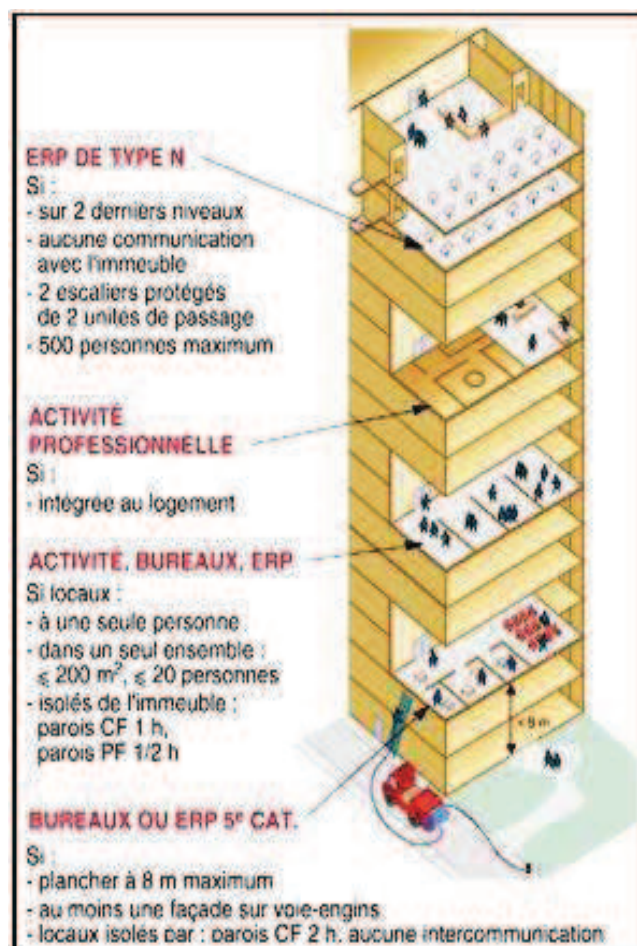 ERP DE TYPE N
Si :
- sur 2 derniers niveaux
- aucune communication
avec l'immeuble
- 2 escaliers protégés
de 2 unités de passage
- 500 personnes maximum
ACTIVITÉ
PROFESSIONNELLE
Si :
- intégrée au logement
ACTIVITÉ, BUREAUX, ERP
Si locaux :
- à une seule personne
- dans un seul ensemble :
⩽ 200 m², ⩽ 20 personnes
- isolés de l'immeuble :
parois CF 1 h,
parois PF 1/2 h
< 8 m
BUREAUX OU ERP 5e CAT.
Si :
- plancher à 8 m maximum
- au moins une façade sur voie-engins
- locaux isolés par : parois CF 2 h, aucune intercommunication